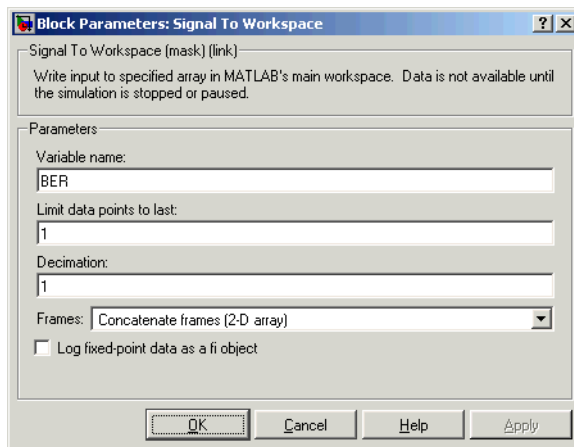 Block Parameters: Signal To Workspace
Signal To Workspace (mask) (link)
Write input to specified array in MATLAB's main workspace. Data is not available until
the simulation is stopped or paused.
Parameters
Variable name:
BER
Limit data points to last:
1
Decimation:
1
Frames: Concatenate frames (2-D array)
Log fixed-point data as a fi object
OK Cancel Help Apply